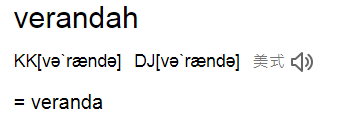 verandah
KK[və`rændə] DJ[və`rændə] 美式
= veranda